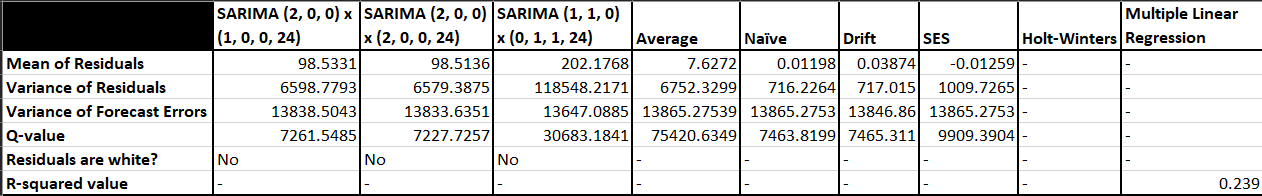 SARIMA (2, 0, 0) x SARIMA (2, 0, 0) SARIMA (1, 1, 0) Multiple Linear
(1, 0, 0, 24) x (2, 0, 0, 24) x (0, 1, 1, 24) Average Naïve Drift SES Holt-Winters Regression
Mean of Residuals 98.5331 98.5136 202.1768 7.6272 0.01198 0.03874 -0.01259 - -
Variance of Residuals 6598.7793 6579.3875 118548.2171 6752.3299 716.2264 717.015 1009.7265 - -
Variance of Forecast Errors 13838.5043 13833.6351 13647.0885 13865.27539 13865.2753 13846.86 13865.2753 - -
Q-value 7261.5485 7227.7257 30683.1841 75420.6349 7463.8199 7465.311 9909.3904 - -
Residuals are white? No No No - - - - - -
R-squared value - - - - - - - - 0.239